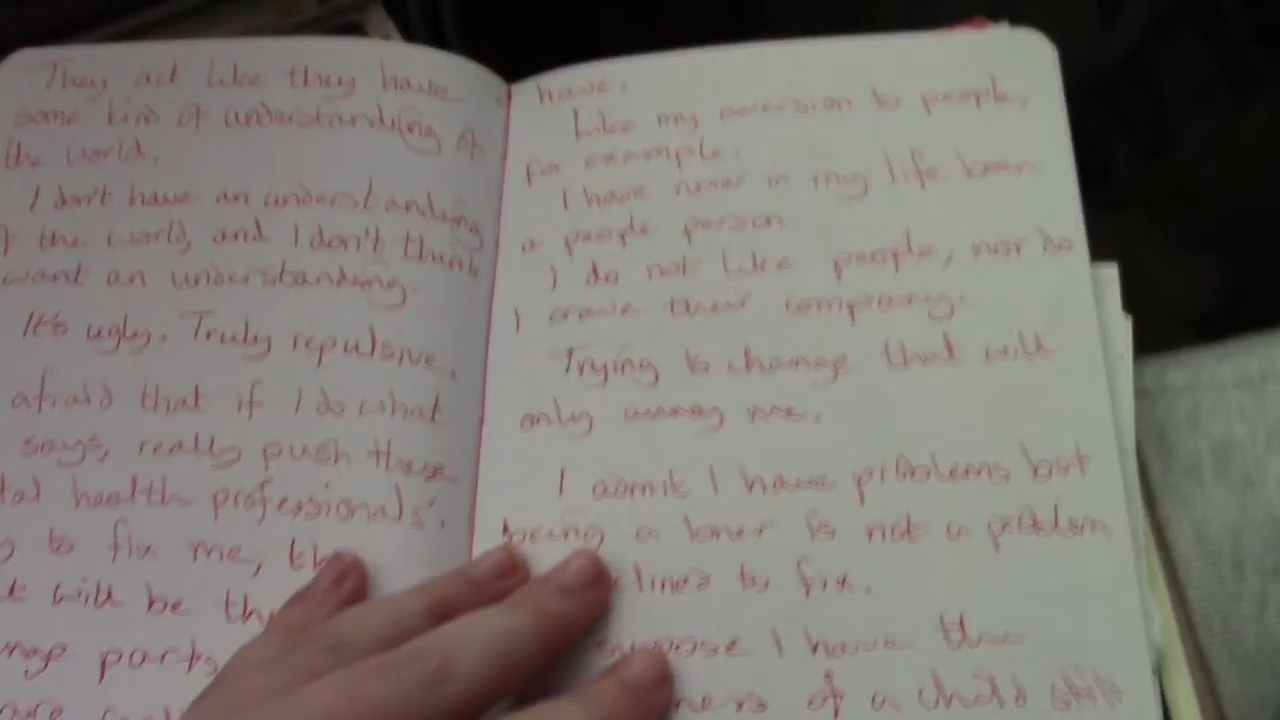 They act like they have
some kind of understanding of
the world.
I don't have an understanding
the world, and I don't think
want an understanding.
It's ugly. Truly repulsive.
afraid that if I do what
says, really push these
health professionals'.
to fix me,
will be
parts
have.
Like my aversion to people,
for example.
I have never in my life been
a people person
I do not like people, nor do
I crave their company.
Trying to change that will
only annoy me.
I admit I have problems but
being a loner is not a problem
to fix.
I have the
of a child still